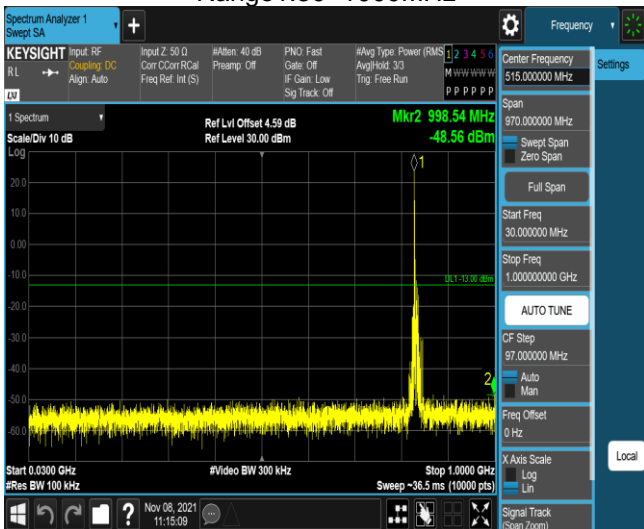 Range1:30~1000MHz
Spectrum Analyzer 1
Swept SA
Frequency
KEYSIGHT
Input: RF
Coupling: DC
Align: Auto
Input Z: 50 Ω
Corr CCorr RCal
Freq Ref: Int (S)
#Atten: 40 dB
Preamp: Off
PNO: Fast
Gate: Off
IF Gain: Low
Sig Track: Off
#Avg Type: Power (RMS
Avg|Hold: 3/3
Trig: Free Run
1 2 3 4 5 6
M W W W W W
P P P P P P
R L
LXI
1 Spectrum
Scale/Div 10 dB
Log
Ref Lvl Offset 4.59 dB
Ref Level 30.00 dBm
Mkr2 998.54 MHz
-48.56 dBm
1
20.0
10.0
0.00
-10.0
DL1 -13.00 dBm
-20.0
-30.0
-40.0
2
-50.0
-60.0
Start 0.0300 GHz
#Res BW 100 kHz
#Video BW 300 kHz
Stop 1.0000 GHz
Sweep ~36.5 ms (10000 pts)
Nov 08, 2021
11:15:09
Center Frequency
515.000000 MHz
Settings
Span
970.000000 MHz
Swept Span
Zero Span
Full Span
Start Freq
30.000000 MHz
Stop Freq
1.000000000 GHz
AUTO TUNE
CF Step
97.000000 MHz
Auto
Man
Freq Offset
0 Hz
X Axis Scale
Log
Lin
Local
Signal Track
(Span Zoom)